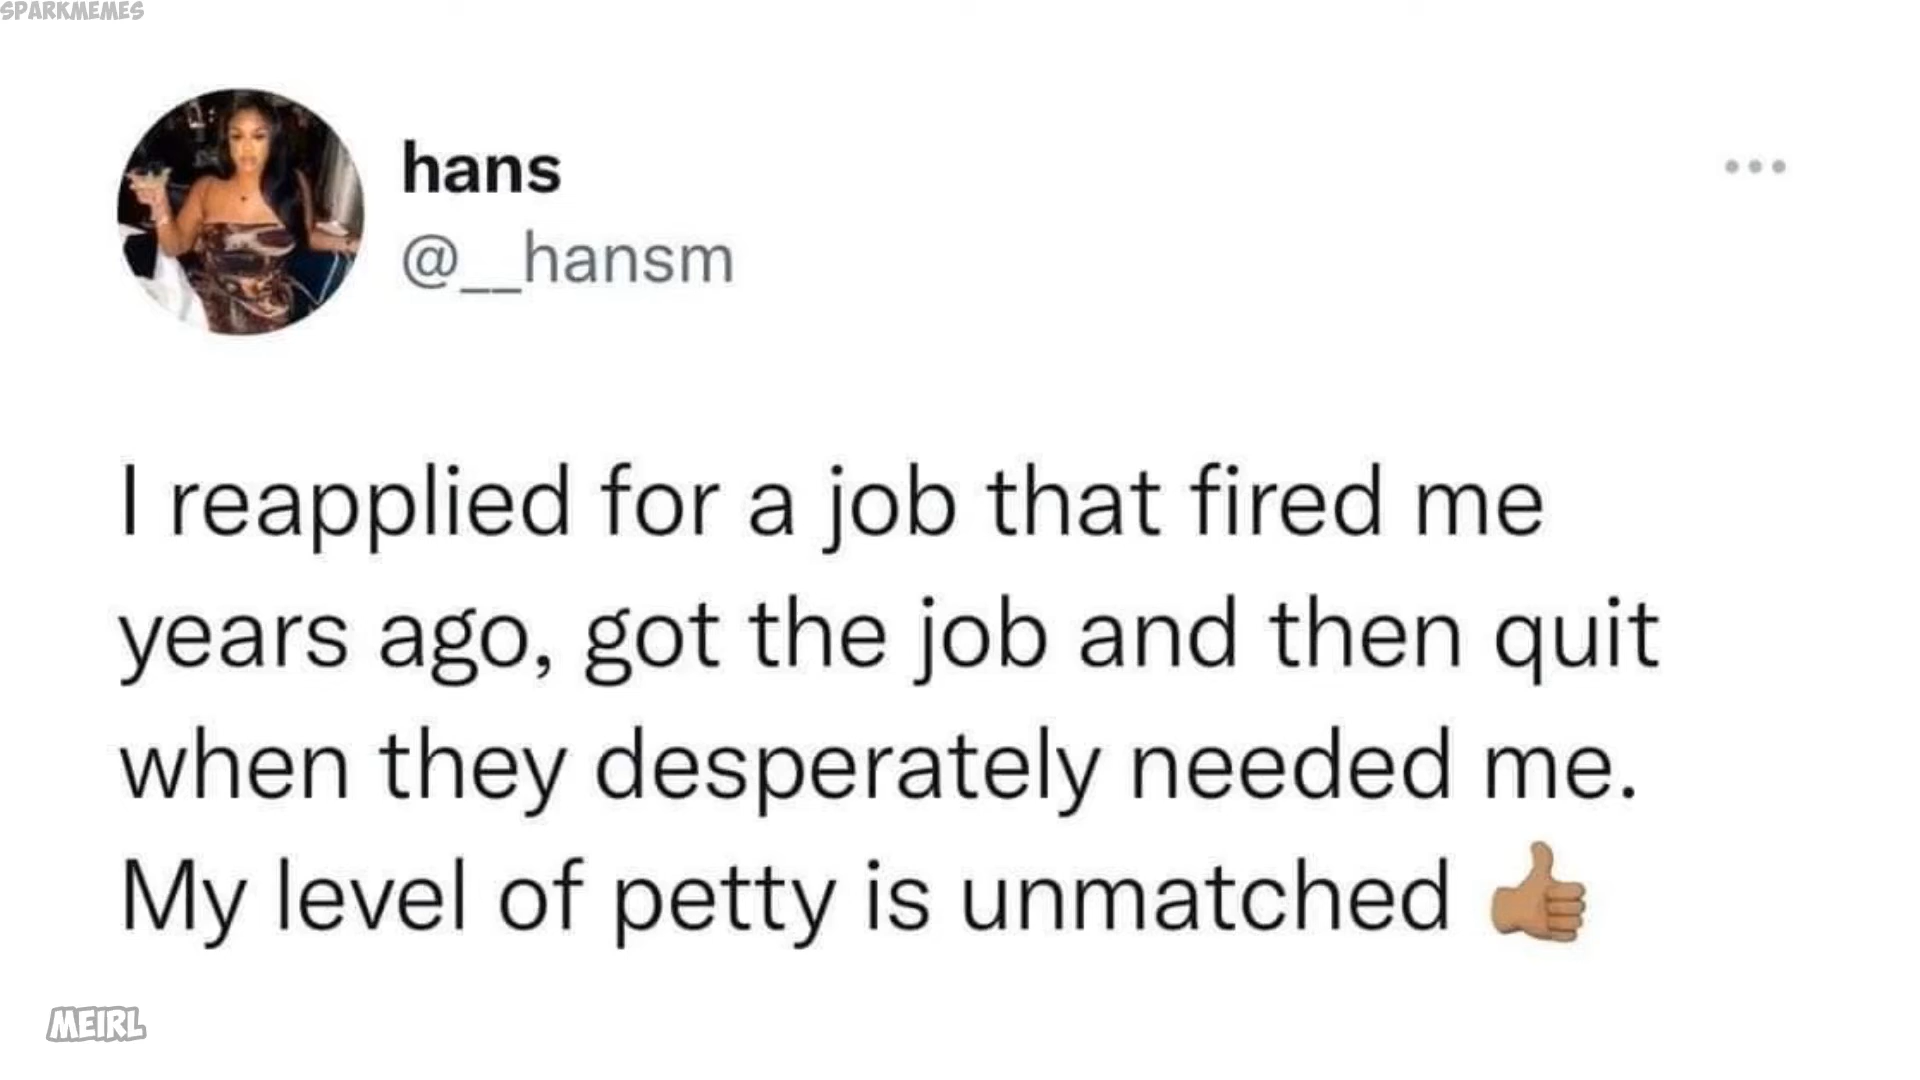 SPARKMEMES
hans
@__hansm
I reapplied for a job that fired me
years ago, got the job and then quit
when they desperately needed me.
My level of petty is unmatched 👍🏽
MEIRL